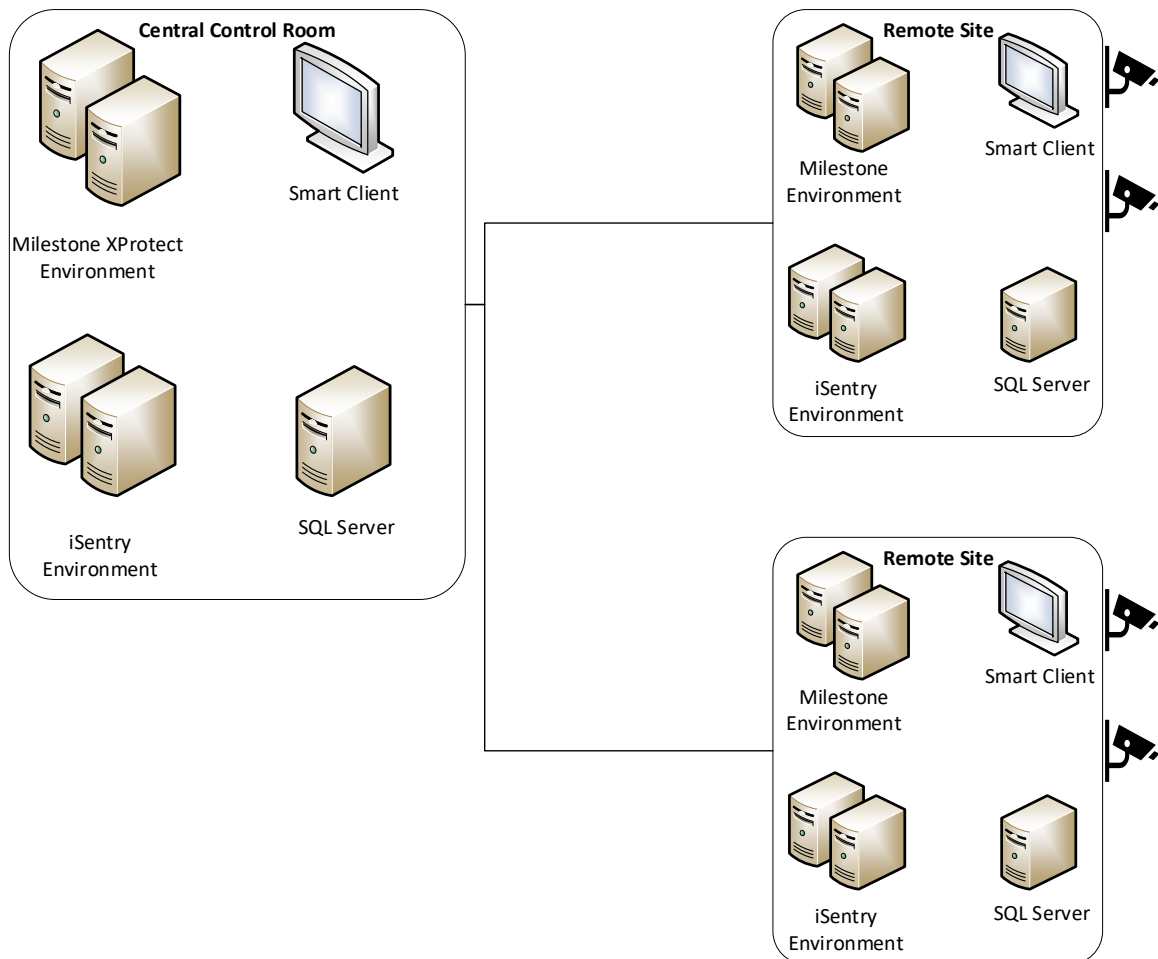 Central Control Room
Smart Client
Milestone XProtect
Environment
iSentry
Environment
SQL Server
Remote Site
Milestone
Environment
Smart Client
iSentry
Environment
SQL Server
Remote Site
Milestone
Environment
Smart Client
iSentry
Environment
SQL Server